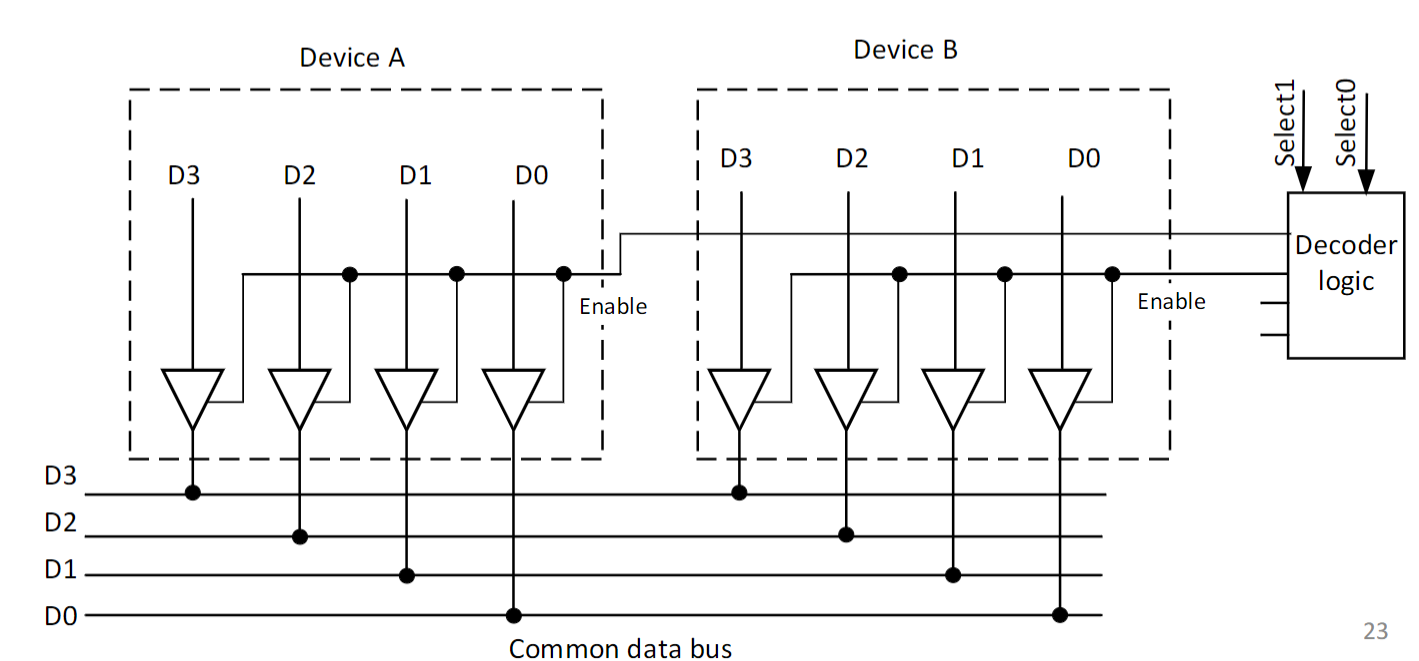 Device A
Device B
Select1
Select0
D3 D2 D1 D0
D3 D2 D1 D0
Decoder
logic
Enable
Enable
D3
D2
D1
D0
Common data bus
23